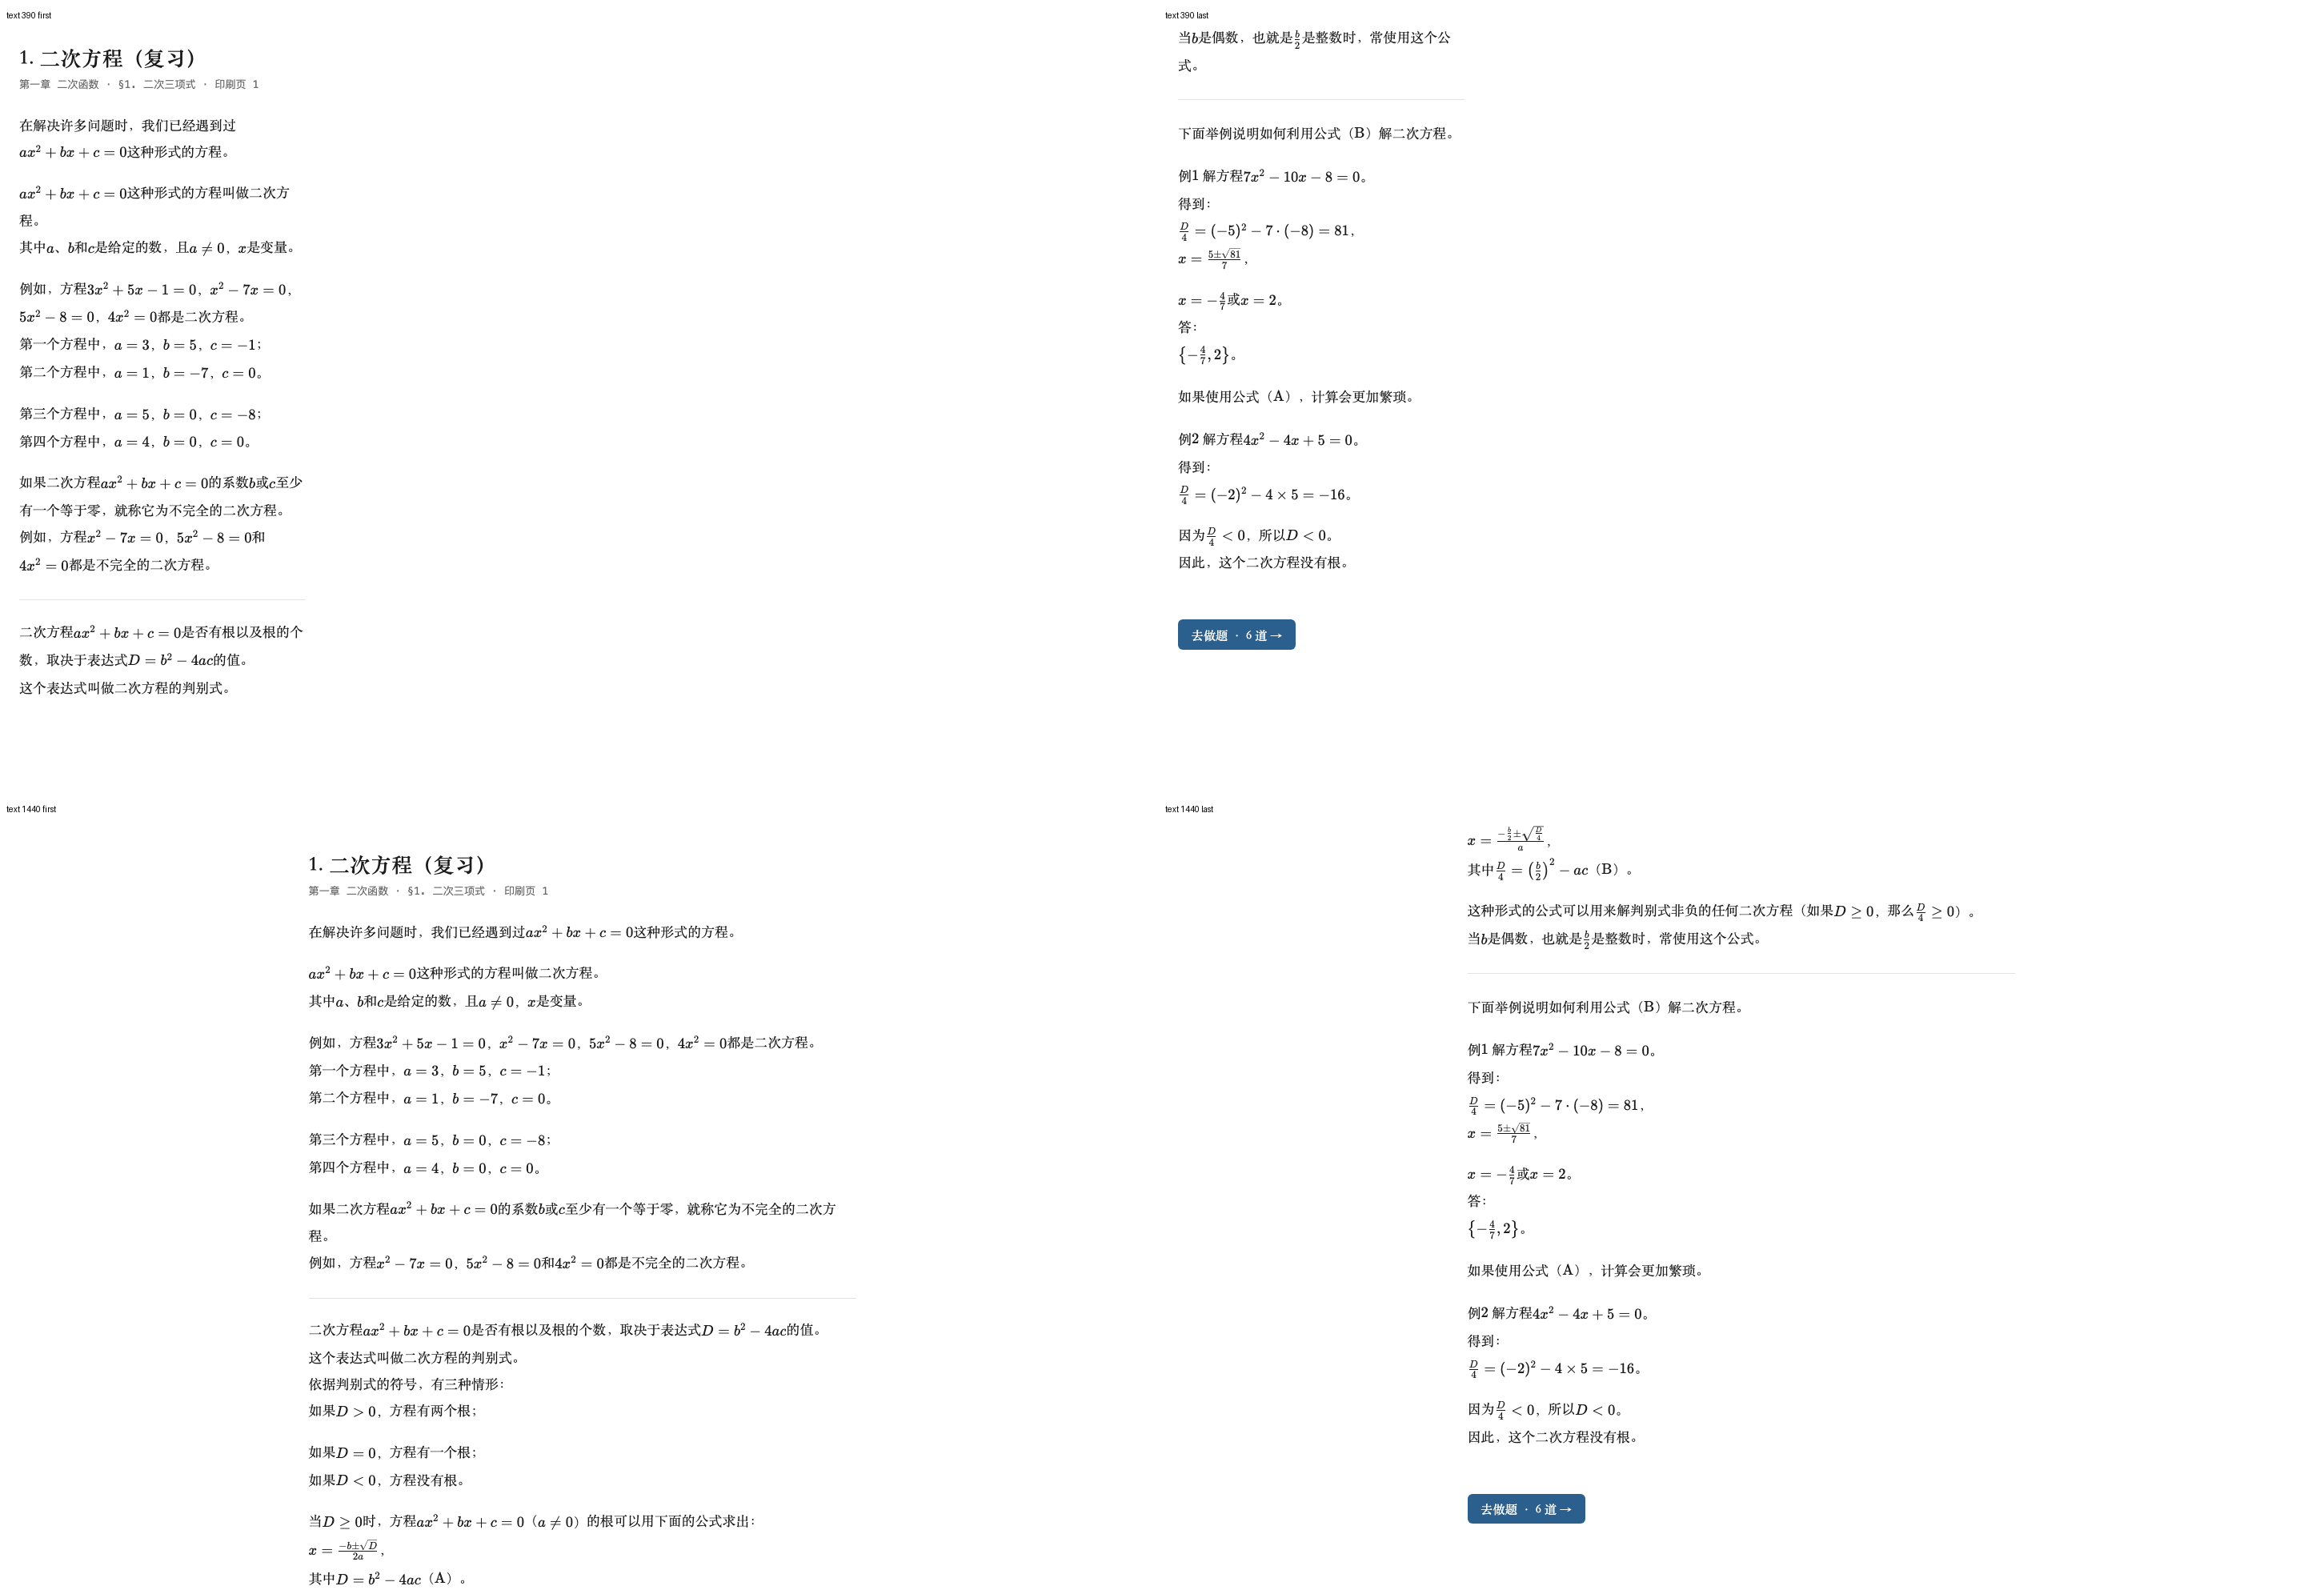 text 390 first
1. 二次方程（复习）
第一章 二次函数 · §1. 二次三项式 · 印刷页 1
在解决许多问题时，我们已经遇到过
ax² + bx + c = 0这种形式的方程。
ax² + bx + c = 0这种形式的方程叫做二次方
程。
其中a、b和c是给定的数，且a ≠ 0，x是变量。
例如，方程3x² + 5x − 1 = 0，x² − 7x = 0，
5x² − 8 = 0，4x² = 0都是二次方程。
第一个方程中，a = 3，b = 5，c = −1；
第二个方程中，a = 1，b = −7，c = 0。
第三个方程中，a = 5，b = 0，c = −8；
第四个方程中，a = 4，b = 0，c = 0。
如果二次方程ax² + bx + c = 0的系数b或c至少
有一个等于零，就称它为不完全的二次方程。
例如，方程x² − 7x = 0，5x² − 8 = 0和
4x² = 0都是不完全的二次方程。
二次方程ax² + bx + c = 0是否有根以及根的个
数，取决于表达式D = b² − 4ac的值。
这个表达式叫做二次方程的判别式。
text 390 last
当b是偶数，也就是b/2是整数时，常使用这个公
式。
下面举例说明如何利用公式（B）解二次方程。
例1 解方程7x² − 10x − 8 = 0。
得到：
D/4 = (−5)² − 7 · (−8) = 81，
x = (5±√81)/7，
x = −4/7或x = 2。
答：
{−4/7, 2}。
如果使用公式（A），计算会更加繁琐。
例2 解方程4x² − 4x + 5 = 0。
得到：
D/4 = (−2)² − 4 × 5 = −16。
因为D/4 < 0，所以D < 0。
因此，这个二次方程没有根。
去做题 · 6 道 →
text 1440 first
1. 二次方程（复习）
第一章 二次函数 · §1. 二次三项式 · 印刷页 1
在解决许多问题时，我们已经遇到过ax² + bx + c = 0这种形式的方程。
ax² + bx + c = 0这种形式的方程叫做二次方程。
其中a、b和c是给定的数，且a ≠ 0，x是变量。
例如，方程3x² + 5x − 1 = 0，x² − 7x = 0，5x² − 8 = 0，4x² = 0都是二次方程。
第一个方程中，a = 3，b = 5，c = −1；
第二个方程中，a = 1，b = −7，c = 0。
第三个方程中，a = 5，b = 0，c = −8；
第四个方程中，a = 4，b = 0，c = 0。
如果二次方程ax² + bx + c = 0的系数b或c至少有一个等于零，就称它为不完全的二次方
程。
例如，方程x² − 7x = 0，5x² − 8 = 0和4x² = 0都是不完全的二次方程。
二次方程ax² + bx + c = 0是否有根以及根的个数，取决于表达式D = b² − 4ac的值。
这个表达式叫做二次方程的判别式。
依据判别式的符号，有三种情形：
如果D > 0，方程有两个根；
如果D = 0，方程有一个根；
如果D < 0，方程没有根。
当D ≥ 0时，方程ax² + bx + c = 0（a ≠ 0）的根可以用下面的公式求出：
x = (−b±√D)/2a，
其中D = b² − 4ac（A）。
text 1440 last
x = (−b/2±√(D/4))/a，
其中D/4 = (b/2)² − ac（B）。
这种形式的公式可以用来解判别式非负的任何二次方程（如果D ≥ 0，那么D/4 ≥ 0）。
当b是偶数，也就是b/2是整数时，常使用这个公式。
下面举例说明如何利用公式（B）解二次方程。
例1 解方程7x² − 10x − 8 = 0。
得到：
D/4 = (−5)² − 7 · (−8) = 81，
x = (5±√81)/7，
x = −4/7或x = 2。
答：
{−4/7, 2}。
如果使用公式（A），计算会更加繁琐。
例2 解方程4x² − 4x + 5 = 0。
得到：
D/4 = (−2)² − 4 × 5 = −16。
因为D/4 < 0，所以D < 0。
因此，这个二次方程没有根。
去做题 · 6 道 →